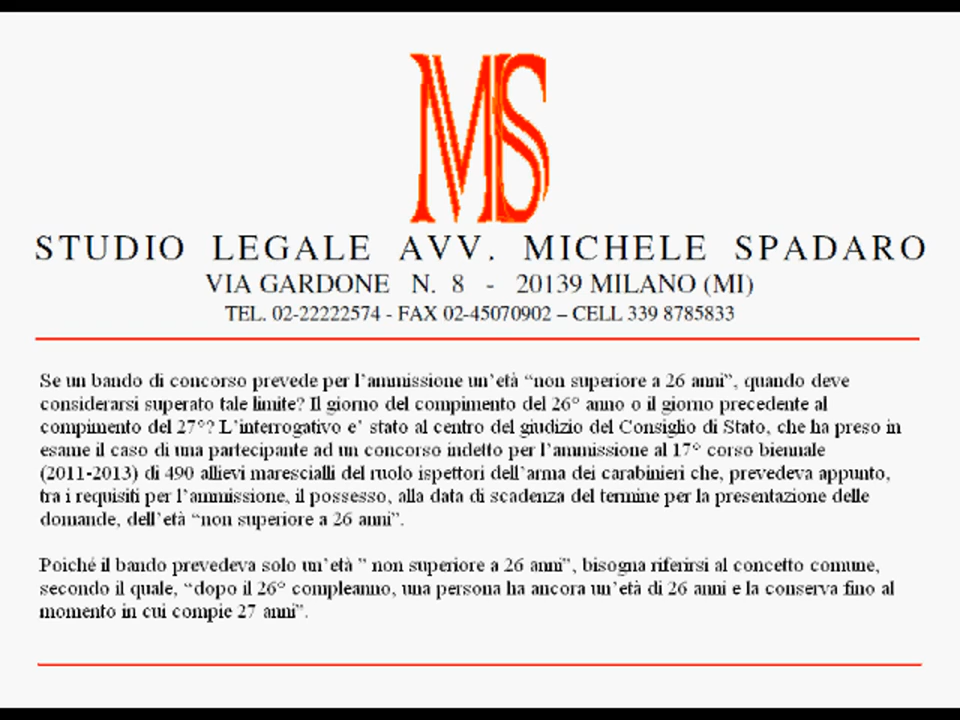 MS
STUDIO LEGALE AVV. MICHELE SPADARO
VIA GARDONE N. 8 - 20139 MILANO (MI)
TEL. 02-22222574 - FAX 02-45070902 – CELL 339 8785833
Se un bando di concorso prevede per l'ammissione un'età “non superiore a 26 anni”, quando deve
considerarsi superato tale limite? Il giorno del compimento del 26° anno o il giorno precedente al
compimento del 27°? L'interrogativo e' stato al centro del giudizio del Consiglio di Stato, che ha preso in
esame il caso di una partecipante ad un concorso indetto per l'ammissione al 17° corso biennale
(2011-2013) di 490 allievi marescialli del ruolo ispettori dell'arma dei carabinieri che, prevedeva appunto,
tra i requisiti per l'ammissione, il possesso, alla data di scadenza del termine per la presentazione delle
domande, dell'età “non superiore a 26 anni”.
Poiché il bando prevedeva solo un'età ” non superiore a 26 anni”, bisogna riferirsi al concetto comune,
secondo il quale, “dopo il 26° compleanno, una persona ha ancora un'età di 26 anni e la conserva fino al
momento in cui compie 27 anni”.